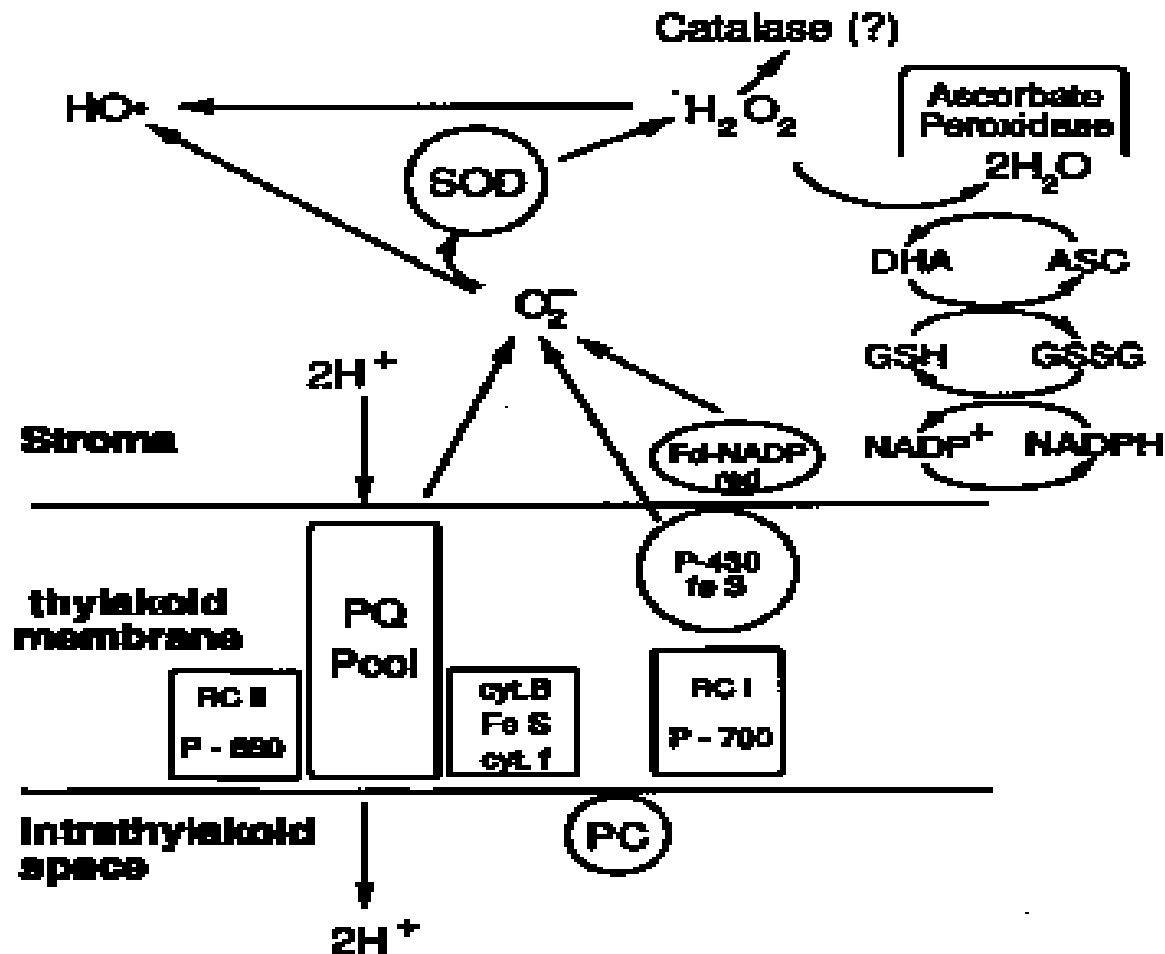 Catalase (?)
HO•
H2O2
Ascorbate
Peroxidase
2H2O
SOD
DHA
ASC
O2−
GSH
GSSG
2H+
Stroma
Fd-NADP
red
NADP+
NADPH
P-430
fe S
thylakoid
membrane
PQ
Pool
RC II
P - 680
cyt.B
Fe S
cyt. f
RC I
P - 700
Intrathylakoid
space
PC
2H+